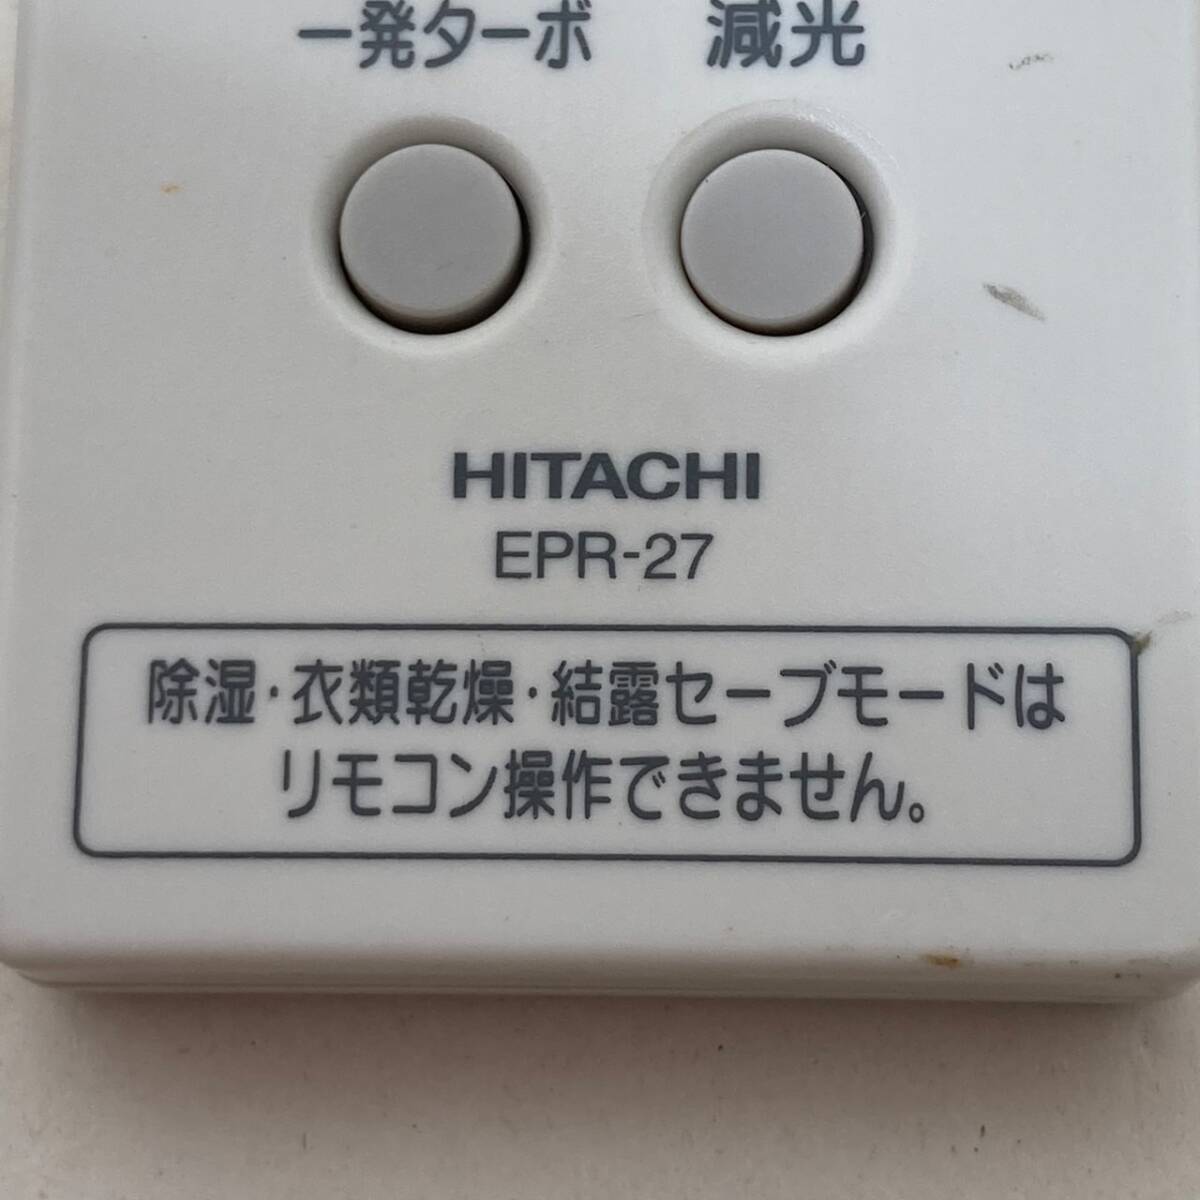 一発ターボ 減光
HITACHI
EPR-27
除湿・衣類乾燥・結露セーブモードは
リモコン操作できません。